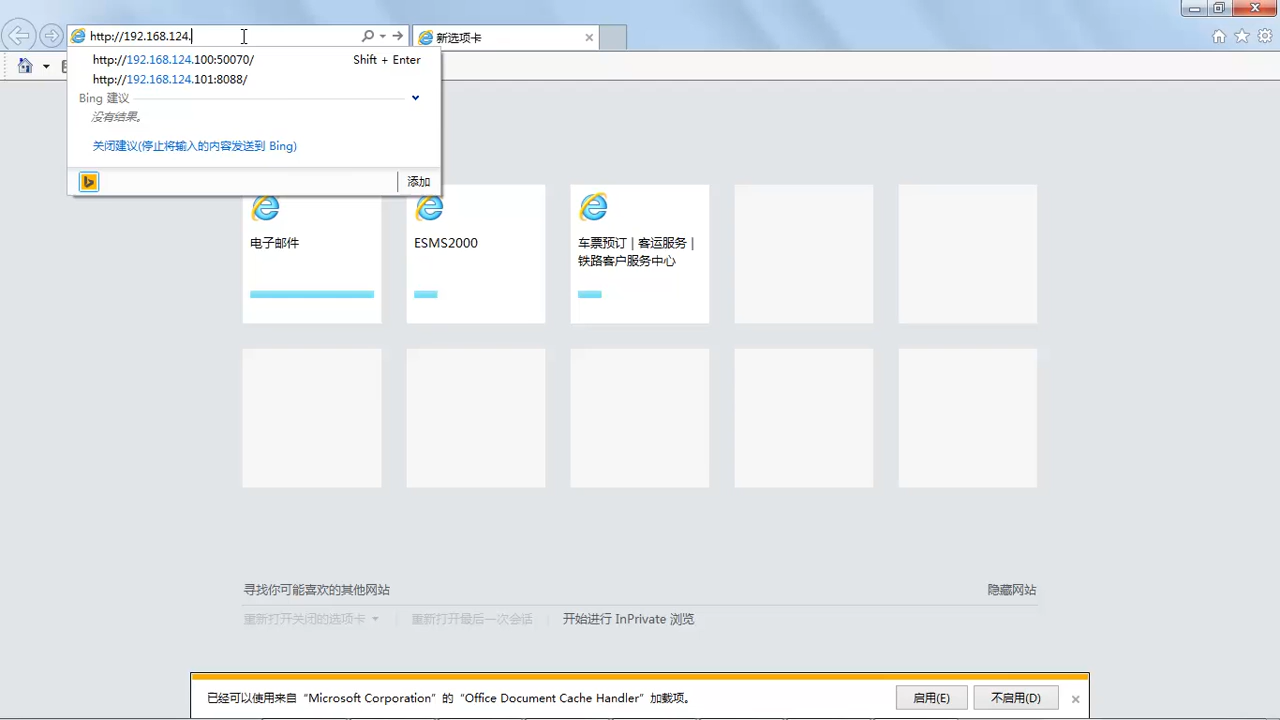 http://192.168.124.
新选项卡
http://192.168.124.100:50070/ Shift + Enter
http://192.168.124.101:8088/
Bing 建议
没有结果。
关闭建议(停止将输入的内容发送到 Bing)
添加
电子邮件
ESMS2000
车票预订 | 客运服务 |
铁路客户服务中心
寻找你可能喜欢的其他网站 隐藏网站
重新打开关闭的选项卡 重新打开最后一次会话 开始进行 InPrivate 浏览
已经可以使用来自“Microsoft Corporation”的“Office Document Cache Handler”加载项。 启用(E) 不启用(D)